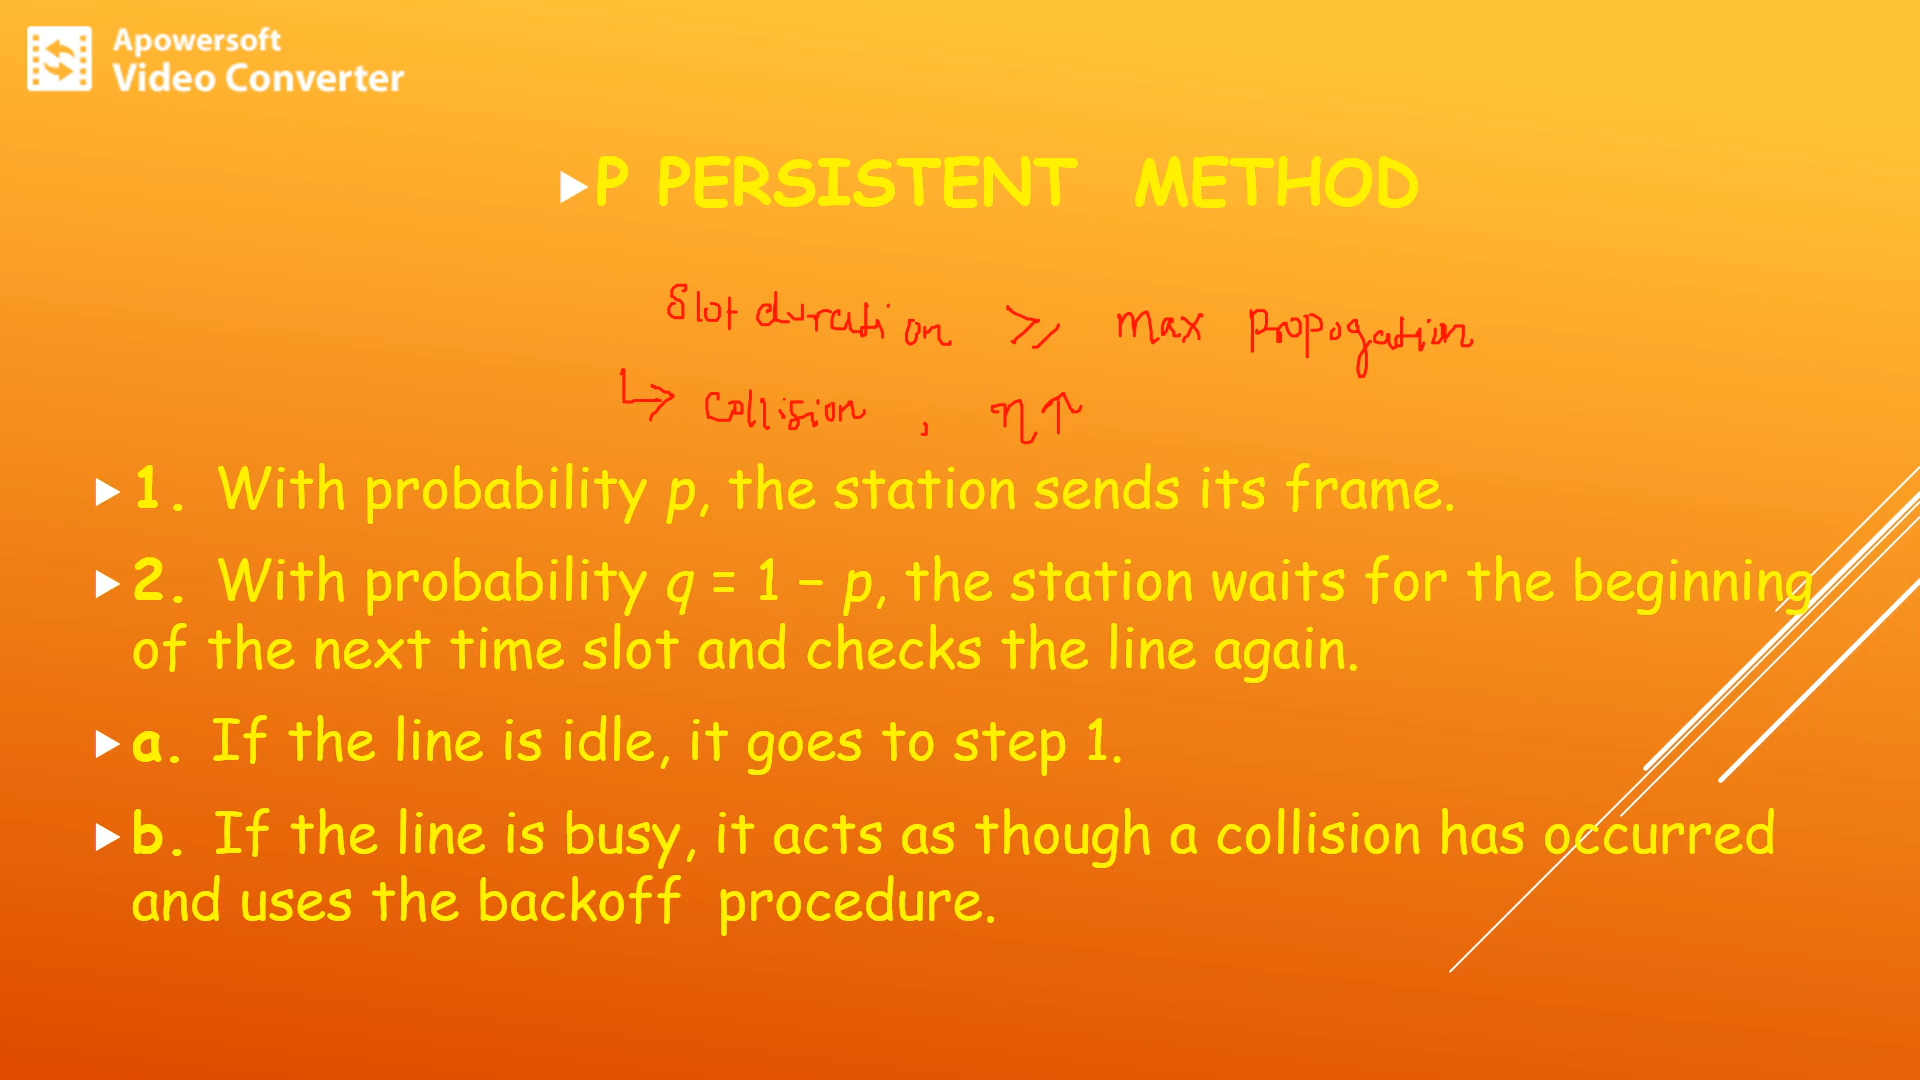 Apowersoft
Video Converter
P PERSISTENT METHOD
Slot duration ⩾ max propogation
↳ Collision , η↑
1. With probability p, the station sends its frame.
2. With probability q = 1 − p, the station waits for the beginning
of the next time slot and checks the line again.
a. If the line is idle, it goes to step 1.
b. If the line is busy, it acts as though a collision has occurred
and uses the backoff procedure.